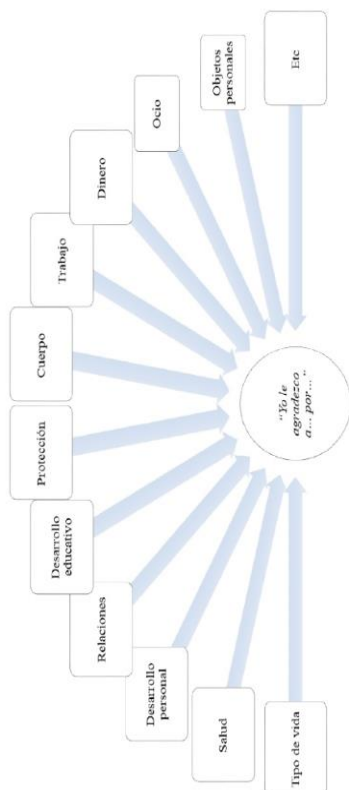 Tipo de vida
Salud
Desarrollo
personal
Relaciones
Desarrollo
educativo
Protección
Cuerpo
Trabajo
Dinero
Ocio
Objetos
personales
Etc
"Yo le
agradezco
a... por..."